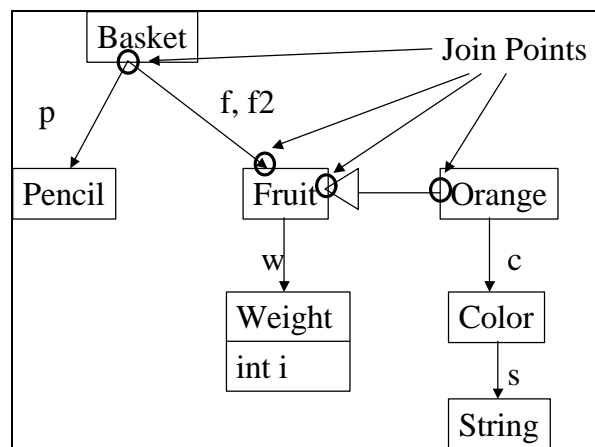 Basket
Join Points
p
f, f2
Pencil
Fruit
Orange
w
c
Weight
int i
Color
s
String